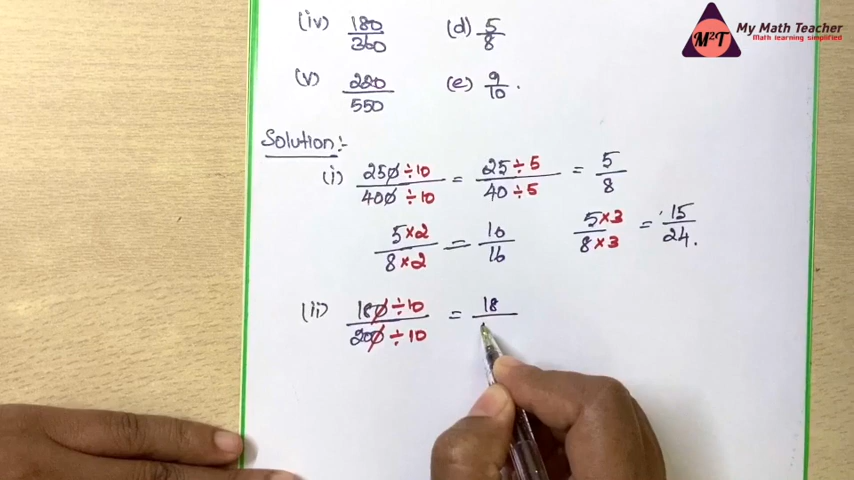 (iv) 180/360 (d) 5/8
(v) 220/550 (e) 9/10.
Solution:-
(i) 250÷10/400÷10 = 25÷5/40÷5 = 5/8
5×2/8×2 = 10/16 5×3/8×3 = 15/24.
(ii) 180÷10/200÷10 = 18/
M²T
My Math Teacher
Math learning simplified